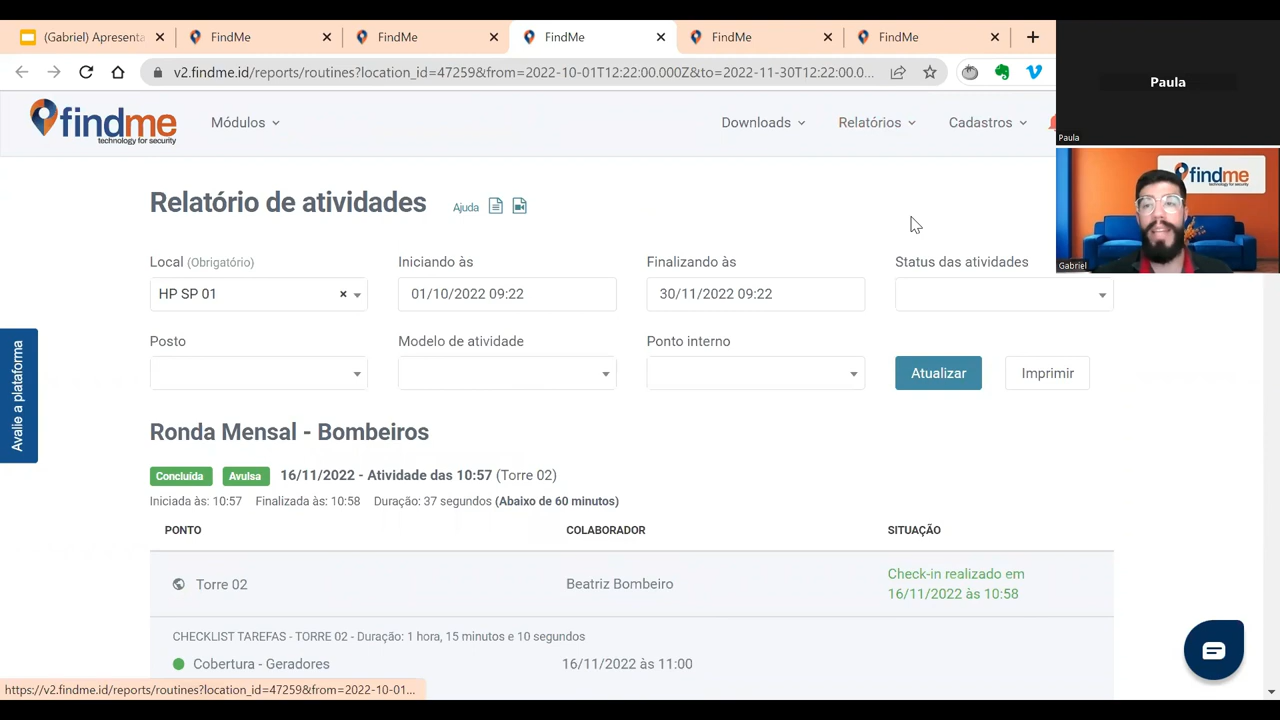 (Gabriel) Apresenta
FindMe
FindMe
FindMe
FindMe
FindMe
v2.findme.id/reports/routines?location_id=47259&from=2022-10-01T12:22:00.000Z&to=2022-11-30T12:22:00.0...
findme
technology for security
Módulos
Downloads
Relatórios
Cadastros
Paula
Paula
findme
technology for security
Gabriel
Relatório de atividades
Ajuda
Local (Obrigatório)
Iniciando às
Finalizando às
Status das atividades
HP SP 01
01/10/2022 09:22
30/11/2022 09:22
Posto
Modelo de atividade
Ponto interno
Atualizar
Imprimir
Avalie a plataforma
Ronda Mensal - Bombeiros
Concluída
Avulsa
16/11/2022 - Atividade das 10:57 (Torre 02)
Iniciada às: 10:57 Finalizada às: 10:58 Duração: 37 segundos (Abaixo de 60 minutos)
PONTO
COLABORADOR
SITUAÇÃO
Torre 02
Beatriz Bombeiro
Check-in realizado em
16/11/2022 às 10:58
CHECKLIST TAREFAS - TORRE 02 - Duração: 1 hora, 15 minutos e 10 segundos
Cobertura - Geradores
16/11/2022 às 11:00
https://v2.findme.id/reports/routines?location_id=47259&from=2022-10-01...